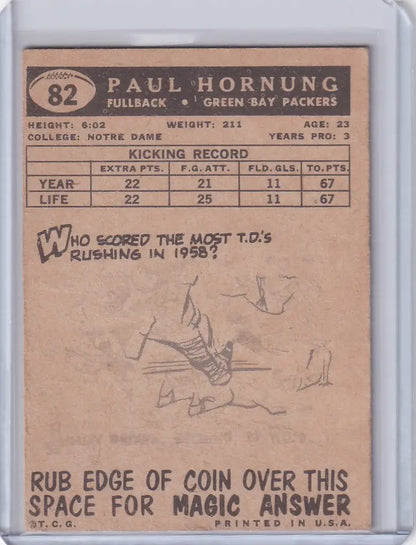 82
PAUL HORNUNG
FULLBACK • GREEN BAY PACKERS
HEIGHT: 6:02 WEIGHT: 211 AGE: 23
COLLEGE: NOTRE DAME YEARS PRO: 3
KICKING RECORD
EXTRA PTS. F.G. ATT. FLD. GLS. TO. PTS.
YEAR 22 21 11 67
LIFE 22 25 11 67
WHO SCORED THE MOST T.D.'S
RUSHING IN 1958?
RUB EDGE OF COIN OVER THIS
SPACE FOR MAGIC ANSWER
©T.C.G. PRINTED IN U.S.A.